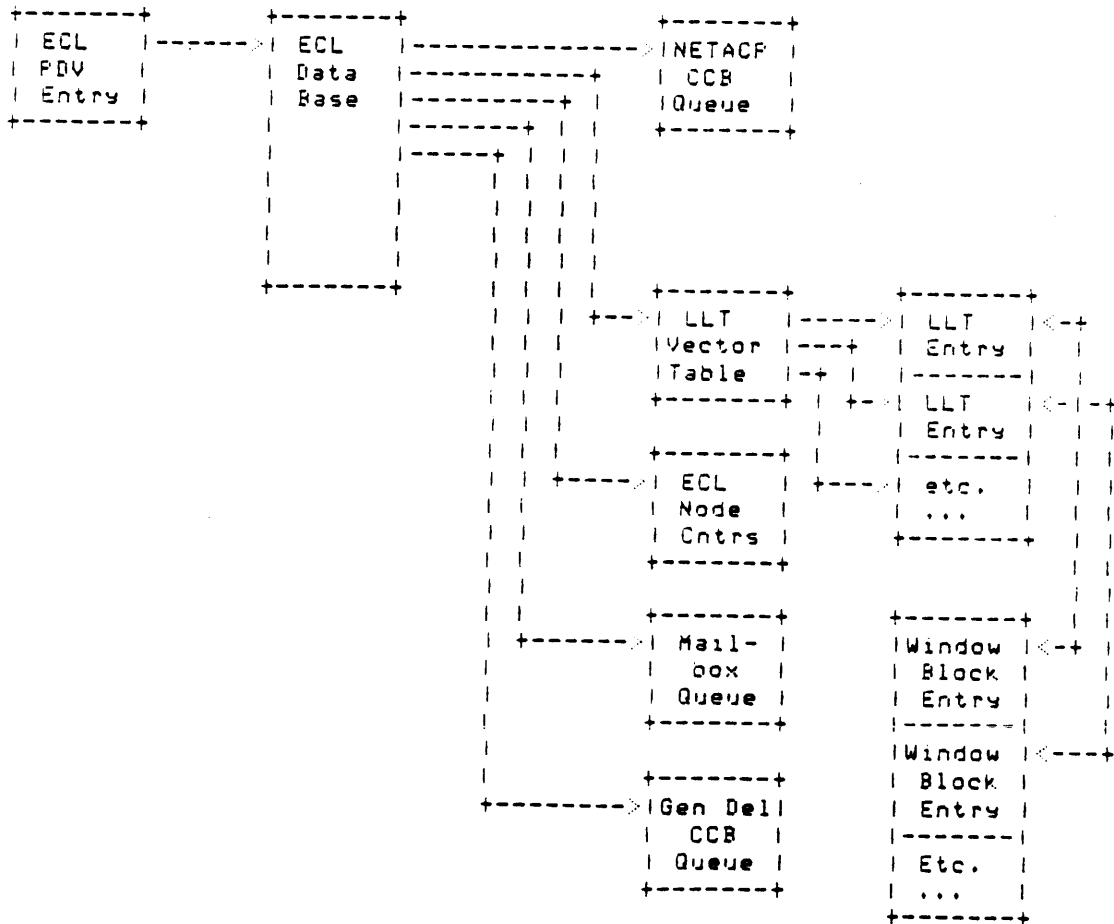 ECL
PDV
Entry
ECL
Data
Base
NETACP
CCB
Queue
LLT
Vector
Table
LLT
Entry
LLT
Entry
etc.
...
ECL
Node
Cntrs
Mail-
box
Queue
Window
Block
Entry
Window
Block
Entry
Etc.
...
Gen Del
CCB
Queue